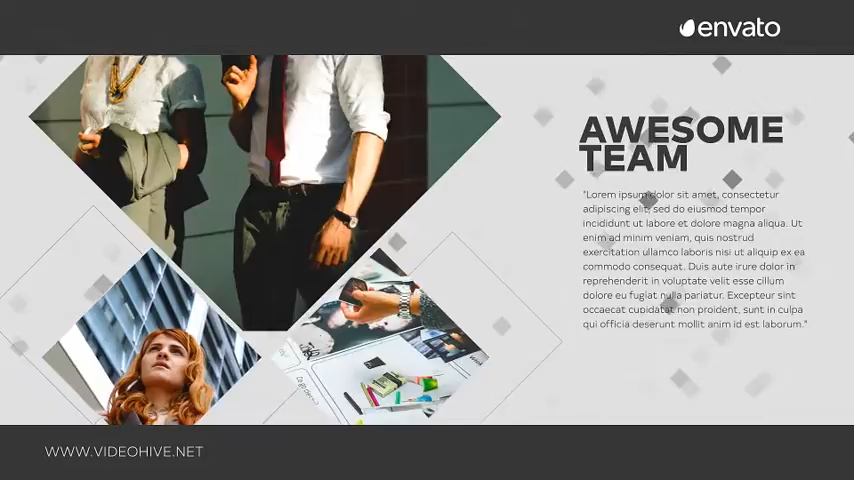 envato
AWESOME
TEAM
"Lorem ipsum dolor sit amet, consectetur
adipiscing elit, sed do eiusmod tempor
incididunt ut labore et dolore magna aliqua. Ut
enim ad minim veniam, quis nostrud
exercitation ullamco laboris nisi ut aliquip ex ea
commodo consequat. Duis aute irure dolor in
reprehenderit in voluptate velit esse cillum
dolore eu fugiat nulla pariatur. Excepteur sint
occaecat cupidatat non proident, sunt in culpa
qui officia deserunt mollit anim id est laborum."
WWW.VIDEOHIVE.NET